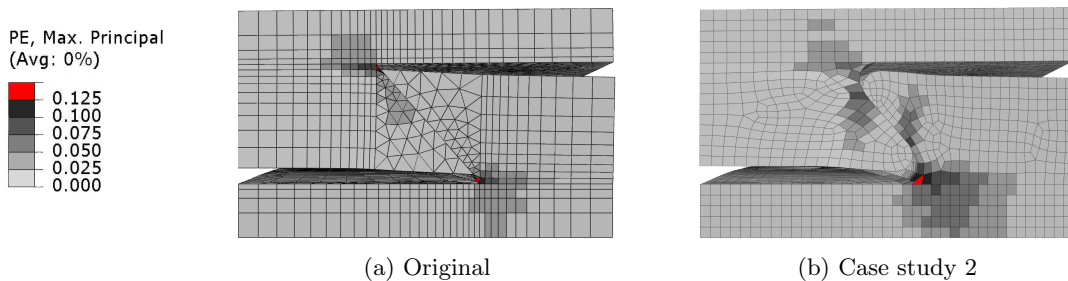 PE, Max. Principal
(Avg: 0%)
0.125
0.100
0.075
0.050
0.025
0.000
(a) Original
(b) Case study 2